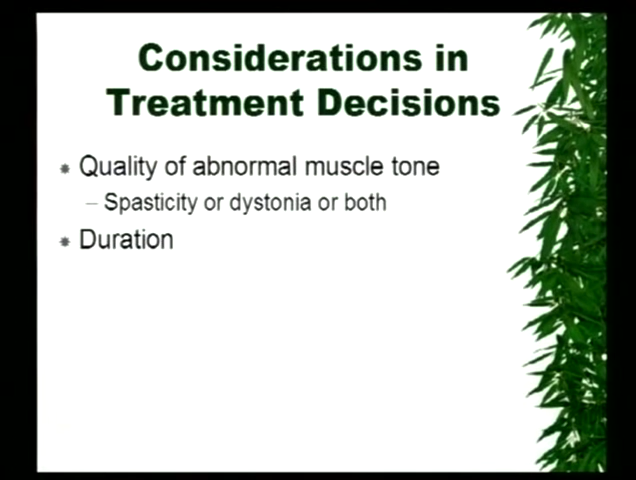 Considerations in
Treatment Decisions
Quality of abnormal muscle tone
– Spasticity or dystonia or both
Duration